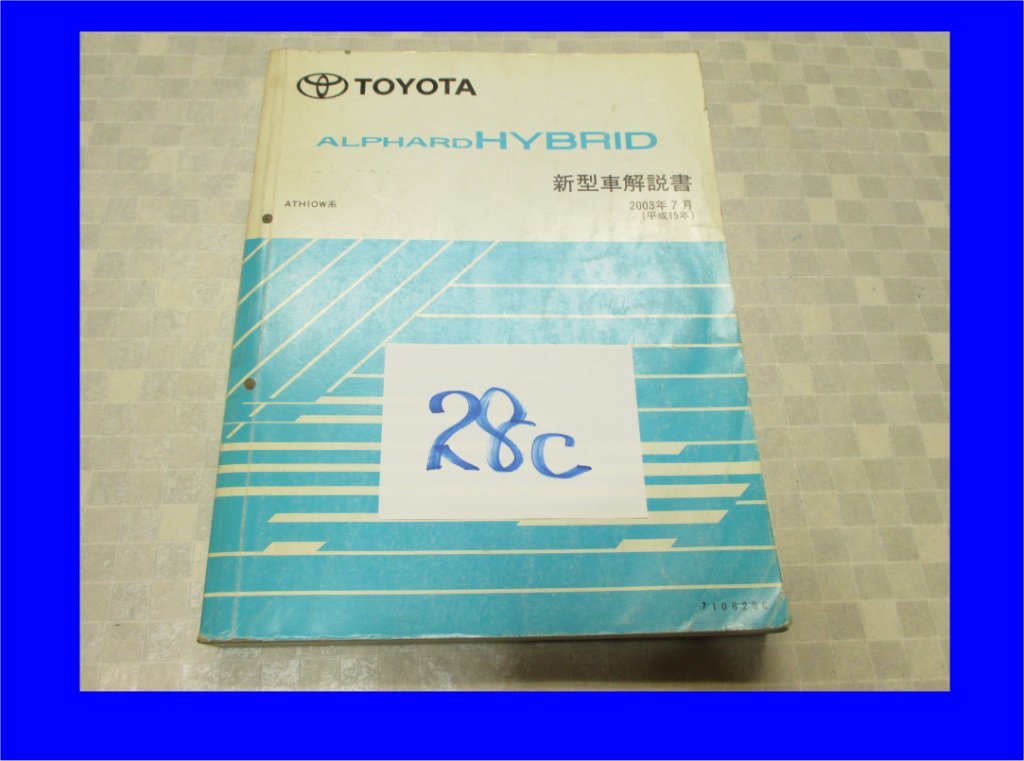 TOYOTA
ALPHARD HYBRID
新型車解説書
ATH10W系
2003年7月
(平成15年)
28c
7109200